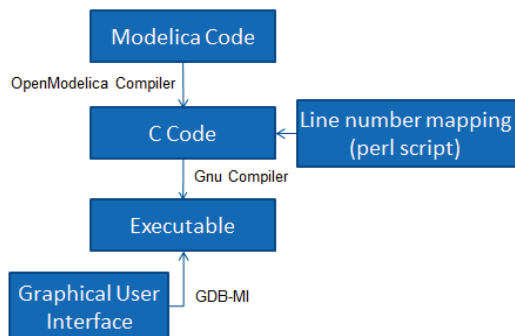 Modelica Code
OpenModelica Compiler
C Code
Line number mapping
(perl script)
Gnu Compiler
Executable
Graphical User
Interface
GDB-MI